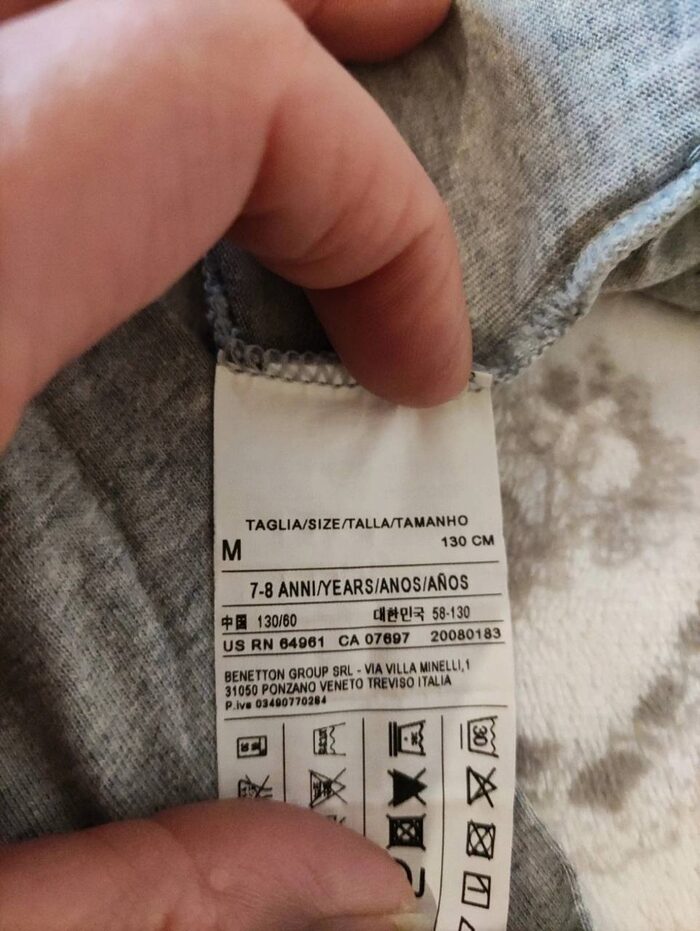 TAGLIA/SIZE/TALLA/TAMANHO
M 130 CM
7-8 ANNI/YEARS/ANOS/AÑOS
中国 130/60 대한민국 58-130
US RN 64961 CA 07697 20080183
BENETTON GROUP SRL - VIA VILLA MINELLI,1
31050 PONZANO VENETO TREVISO ITALIA
P.iva 03490770264
30